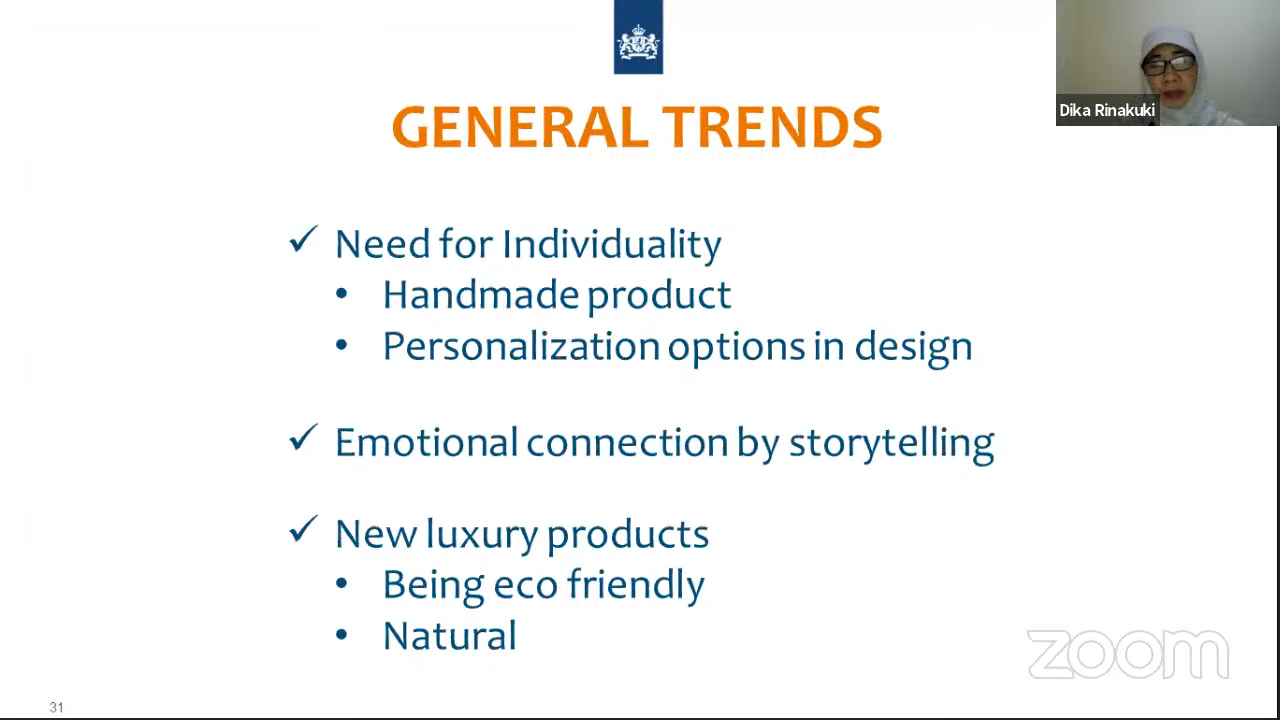 Dika Rinakuki
GENERAL TRENDS
✓ Need for Individuality
• Handmade product
• Personalization options in design
✓ Emotional connection by storytelling
✓ New luxury products
• Being eco friendly
• Natural
zoom
31